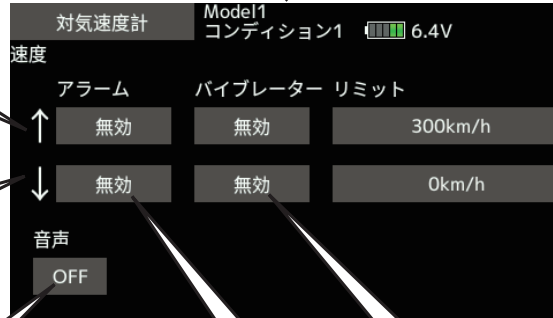 対気速度計
Model1
コンディション1 6.4V
速度
アラーム バイブレーター リミット
↑ 無効 無効 300km/h
↓ 無効 無効 0km/h
音声
OFF